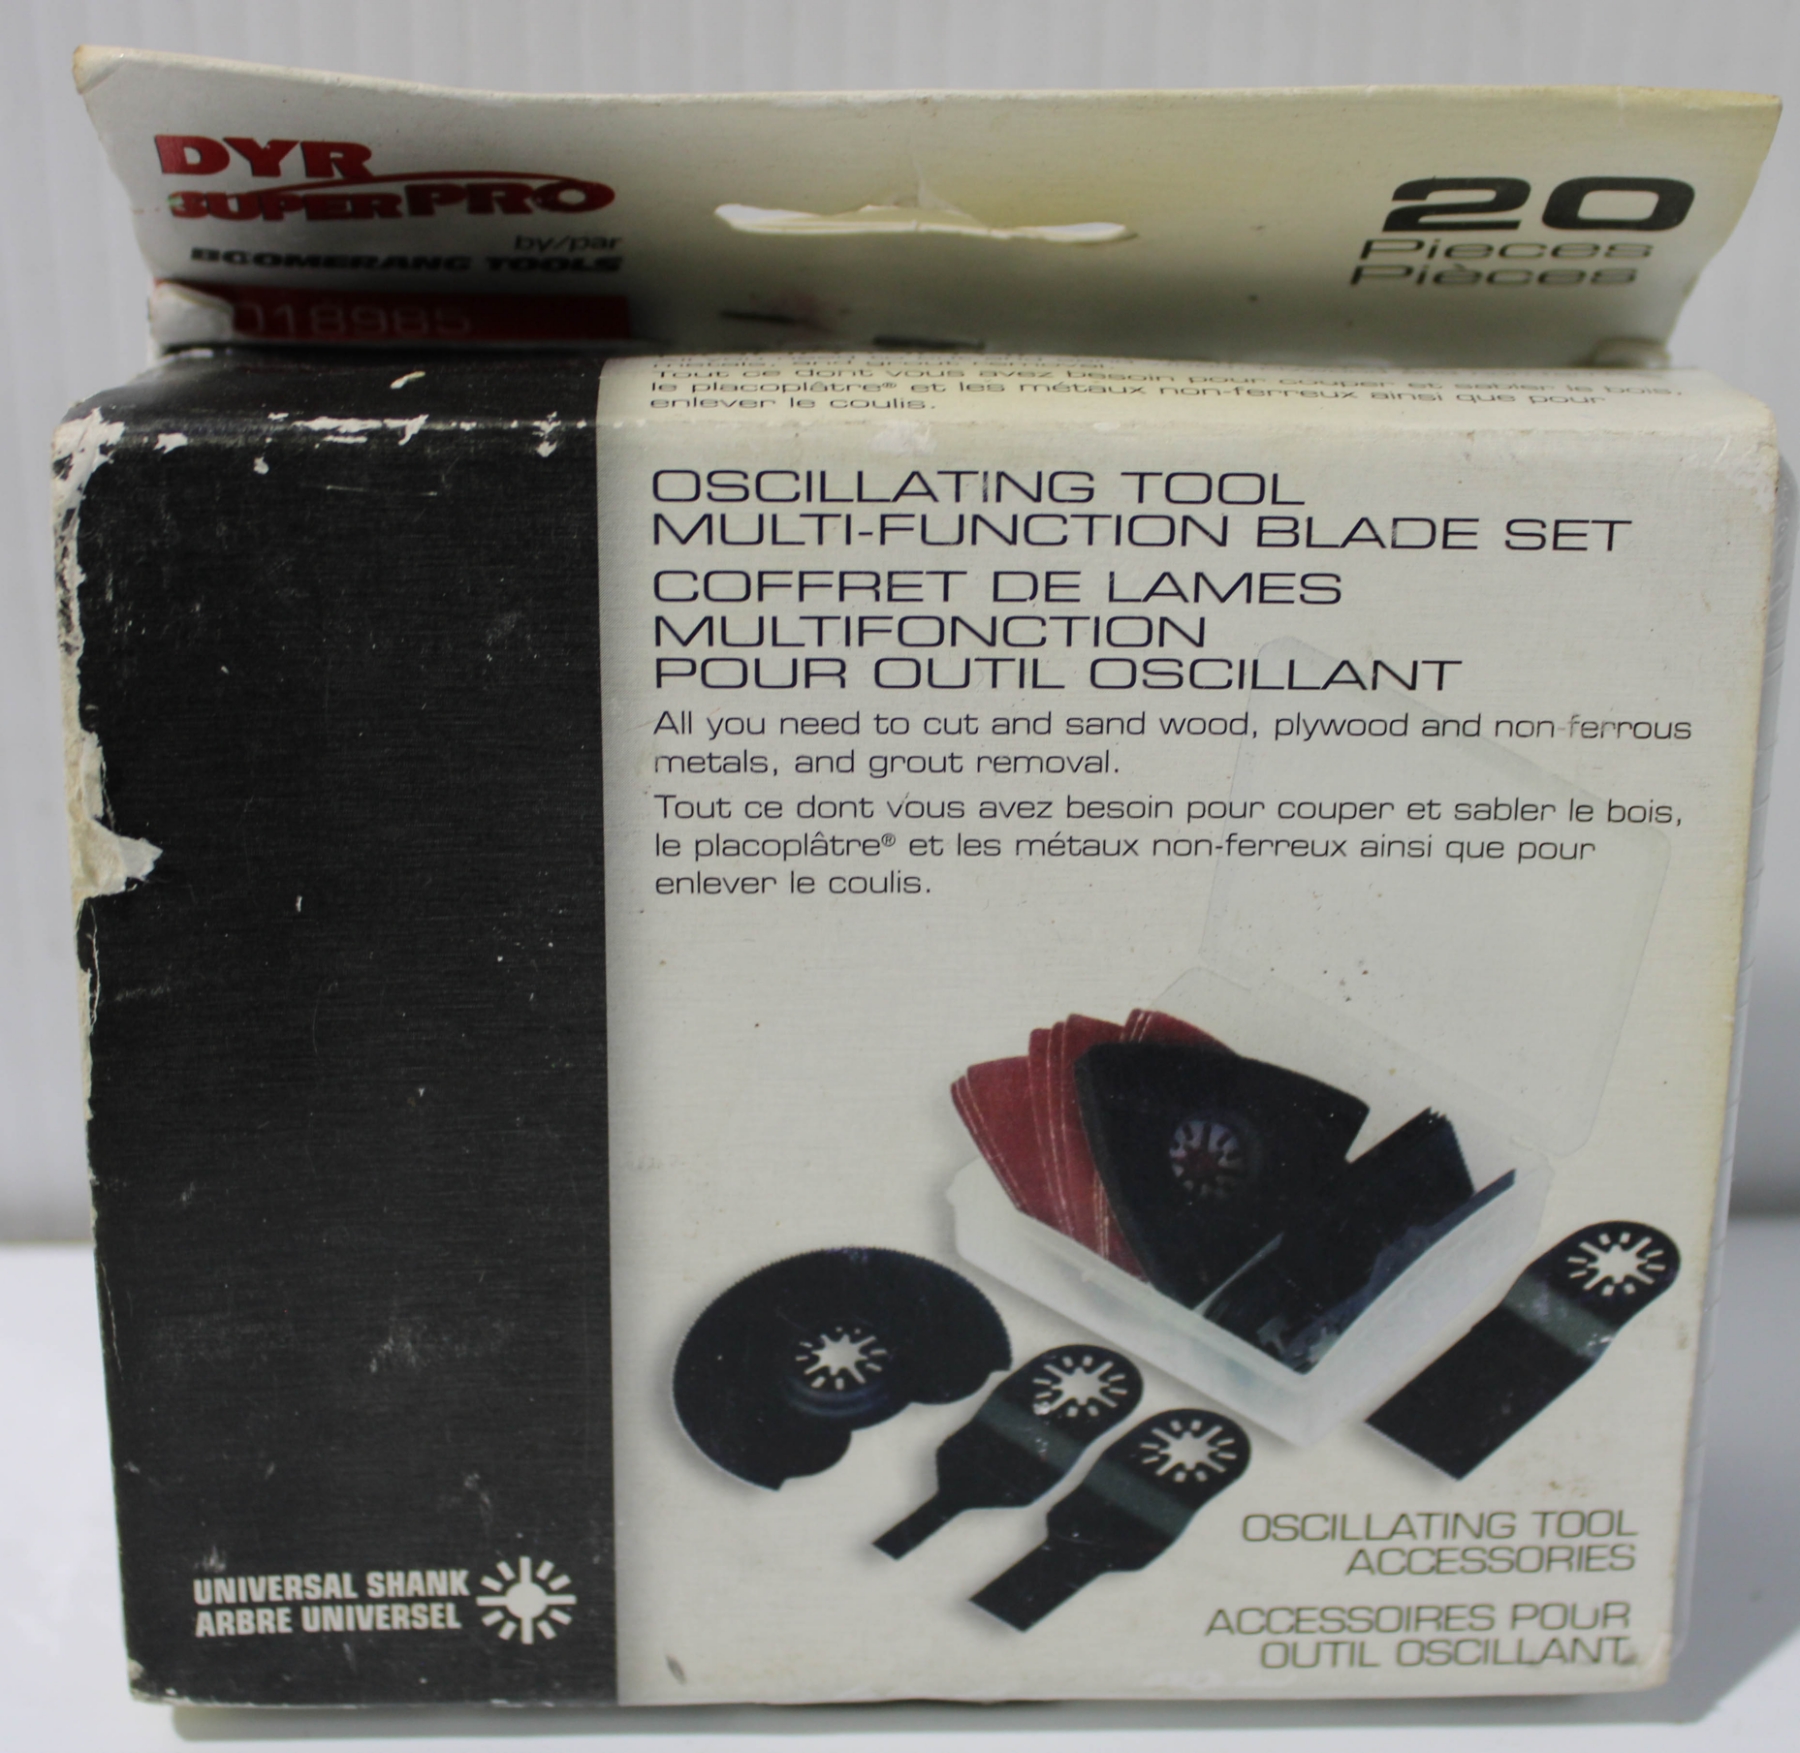 DYR
SUPERPRO
by/par
BOOMERANG TOOLS
018985
20
Pieces
Pièces
metals, and grout removal.
Tout ce dont vous avez besoin pour couper et sabler le bois,
le placoplâtre® et les métaux non-ferreux ainsi que pour
enlever le coulis.
OSCILLATING TOOL
MULTI-FUNCTION BLADE SET
COFFRET DE LAMES
MULTIFONCTION
POUR OUTIL OSCILLANT
All you need to cut and sand wood, plywood and non-ferrous
metals, and grout removal.
Tout ce dont vous avez besoin pour couper et sabler le bois,
le placoplâtre® et les métaux non-ferreux ainsi que pour
enlever le coulis.
OSCILLATING TOOL
ACCESSORIES
ACCESSOIRES POUR
OUTIL OSCILLANT
UNIVERSAL SHANK
ARBRE UNIVERSEL